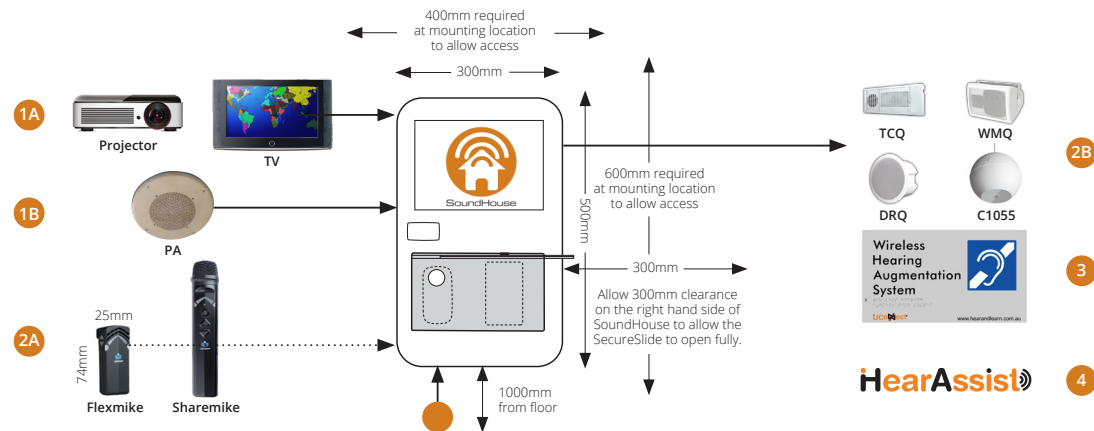 400mm required
at mounting location
to allow access
300mm
1A
Projector
TV
1B
PA
2A
25mm
74mm
Flexmike
Sharemike
SoundHouse
500mm
600mm required
at mounting location
to allow access
300mm
Allow 300mm clearance
on the right hand side of
SoundHouse to allow the
SecureSlide to open fully.
1000mm
from floor
TCQ
WMQ
2B
DRQ
C1055
Wireless
Hearing
Augmentation
System
www.hearandlearn.com.au
3
HearAssist
4